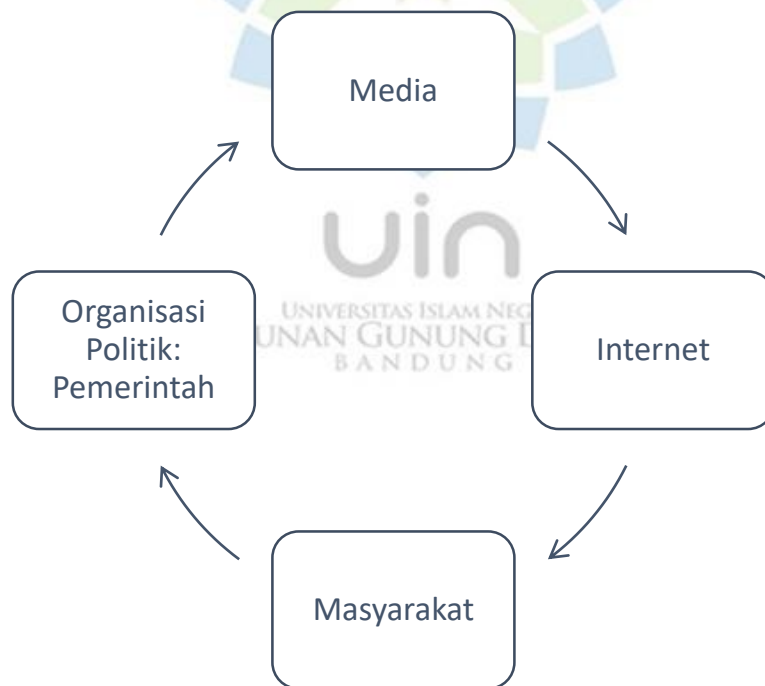 Media
uin
UNIVERSITAS ISLAM NEG
UNAN GUNUNG D
BANDUNG
Organisasi
Politik:
Pemerintah
Internet
Masyarakat